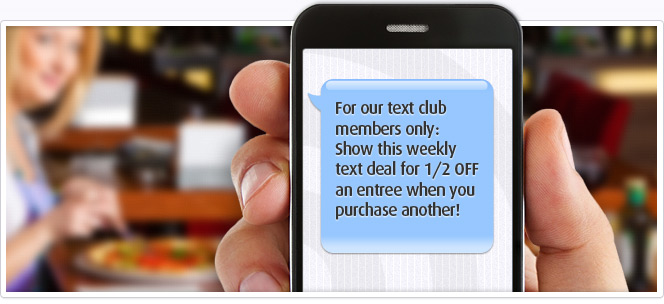 For our text club
members only:
Show this weekly
text deal for 1/2 OFF
an entree when you
purchase another!